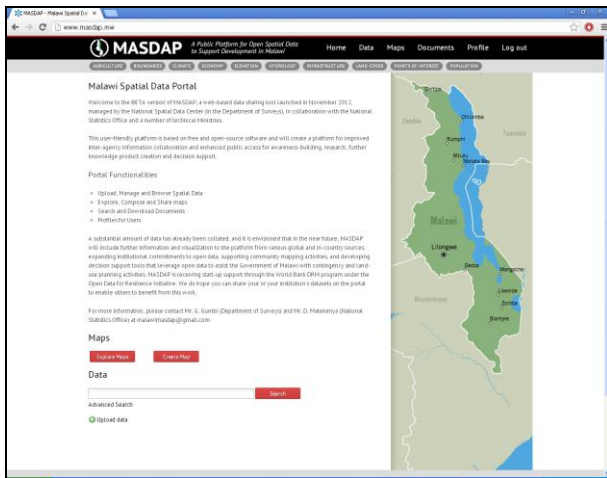 MASDAP - Malawi Spatial Da
www.masdap.mw
MASDAP
A Public Platform for Open Spatial Data
to Support Development in Malawi
Home Data Maps Documents Profile Log out
AGRICULTURE BOUNDARIES CLIMATE ECONOMY ELEVATION HYDROLOGY INFRASTRUCTURE LAND COVER POINTS OF INTEREST POPULATION
Malawi Spatial Data Portal
Welcome to the BETA version of MASDAP, a web-based data sharing tool launched in November 2012,
managed by the National Spatial Data Center (in the Department of Surveys), in collaboration with the National
Statistics Office and a number of technical Ministries.
This user-friendly platform is based on free and open-source software and will create a platform for improved
inter-agency information collaboration and enhanced public access for awareness-building, research, further
knowledge product creation and decision support.
Portal Functionalities
Upload, Manage and Browse Spatial Data
Explore, Compose and Share maps
Search and Download Documents
Profiles for Users
A substantial amount of data has already been collated, and it is envisioned that in the near future, MASDAP
will include further information and visualization to the platform from various global and in-country sources,
expanding institutional commitments to open data, supporting community mapping activities, and developing
decision support tools that leverage open data to assist the Government of Malawi with contingency and land-
use planning activities. MASDAP is receiving start-up support through the World Bank DRM program under the
Open Data for Resilience Initiative. We do hope you can share your or your institution's datasets on the portal
to enable others to benefit from this work.
For more information, please contact Mr. G. Gumbi (Department of Surveys) and Mr. D.
(National
Statistics Office) at malawimasdap@gmail.com
Maps
Explore Maps Create Map
Data
Search
Advanced Search
Upload data
Chilumba
Zambia
Tanzania
Rumphi
Mzuzu
Nkhata Bay
Malawi
Lilongwe
Dedza
Mangochi
Mozambique
Liwonde
Zomba
Blantyre